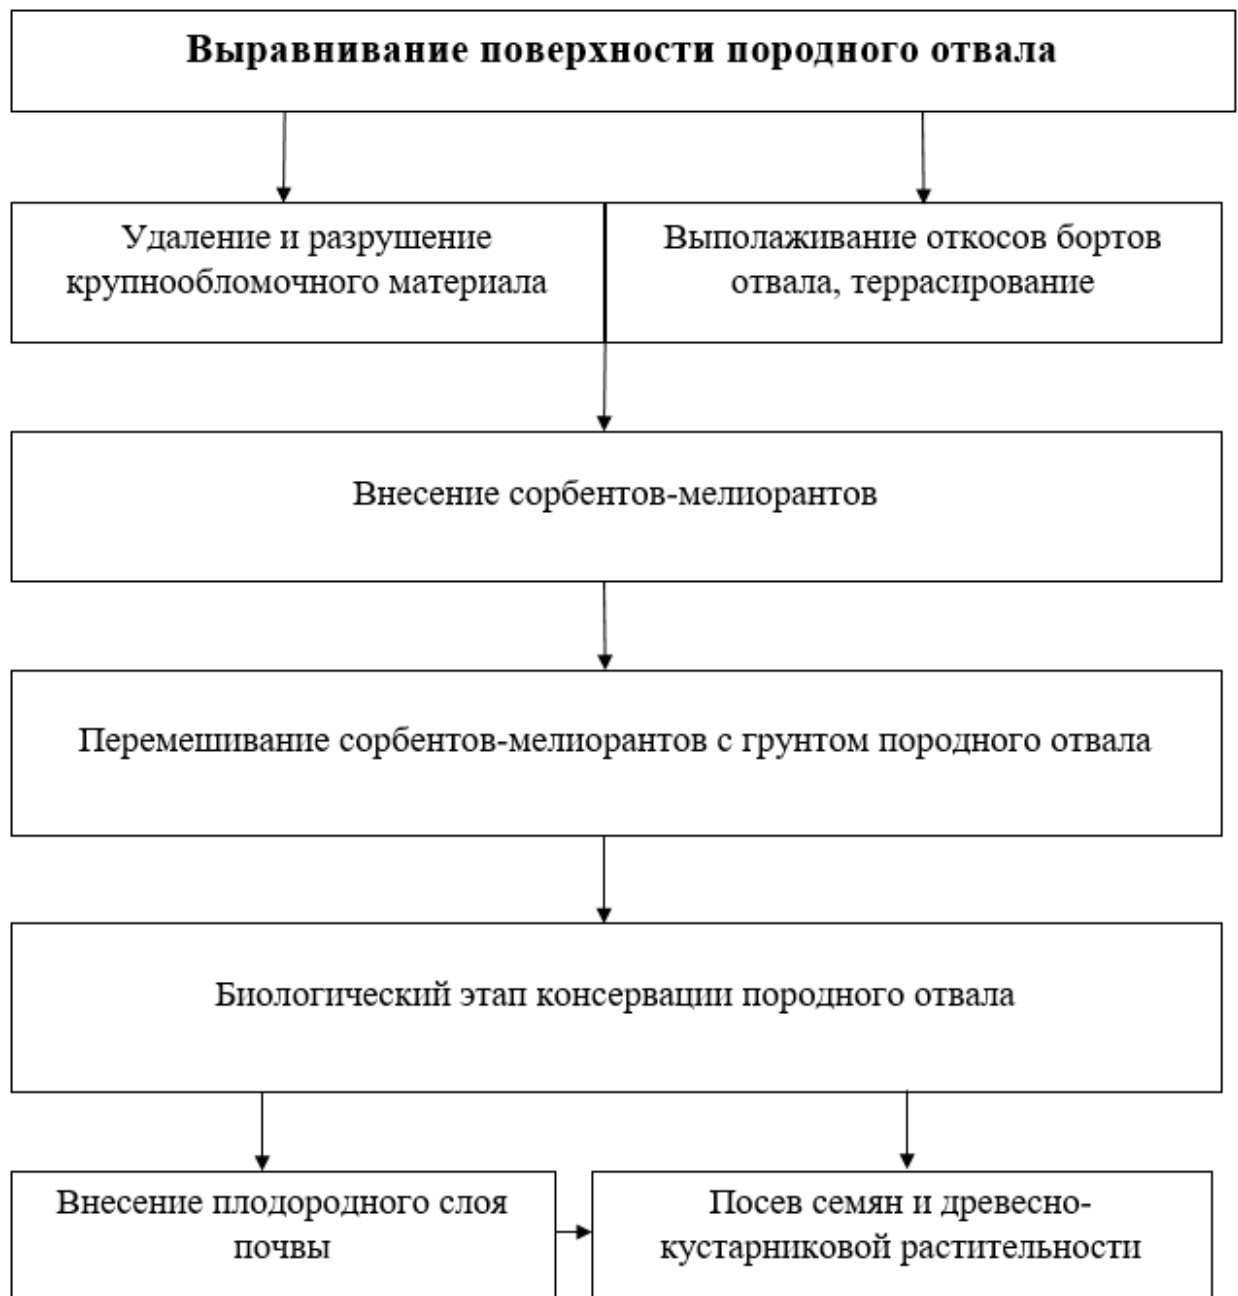 Выравнивание поверхности породного отвала
Удаление и разрушение
крупнообломочного материала
Выполаживание откосов бортов
отвала, террасирование
Внесение сорбентов-мелиорантов
Перемешивание сорбентов-мелиорантов с грунтом породного отвала
Биологический этап консервации породного отвала
Внесение плодородного слоя
почвы
Посев семян и древесно-
кустарниковой растительности